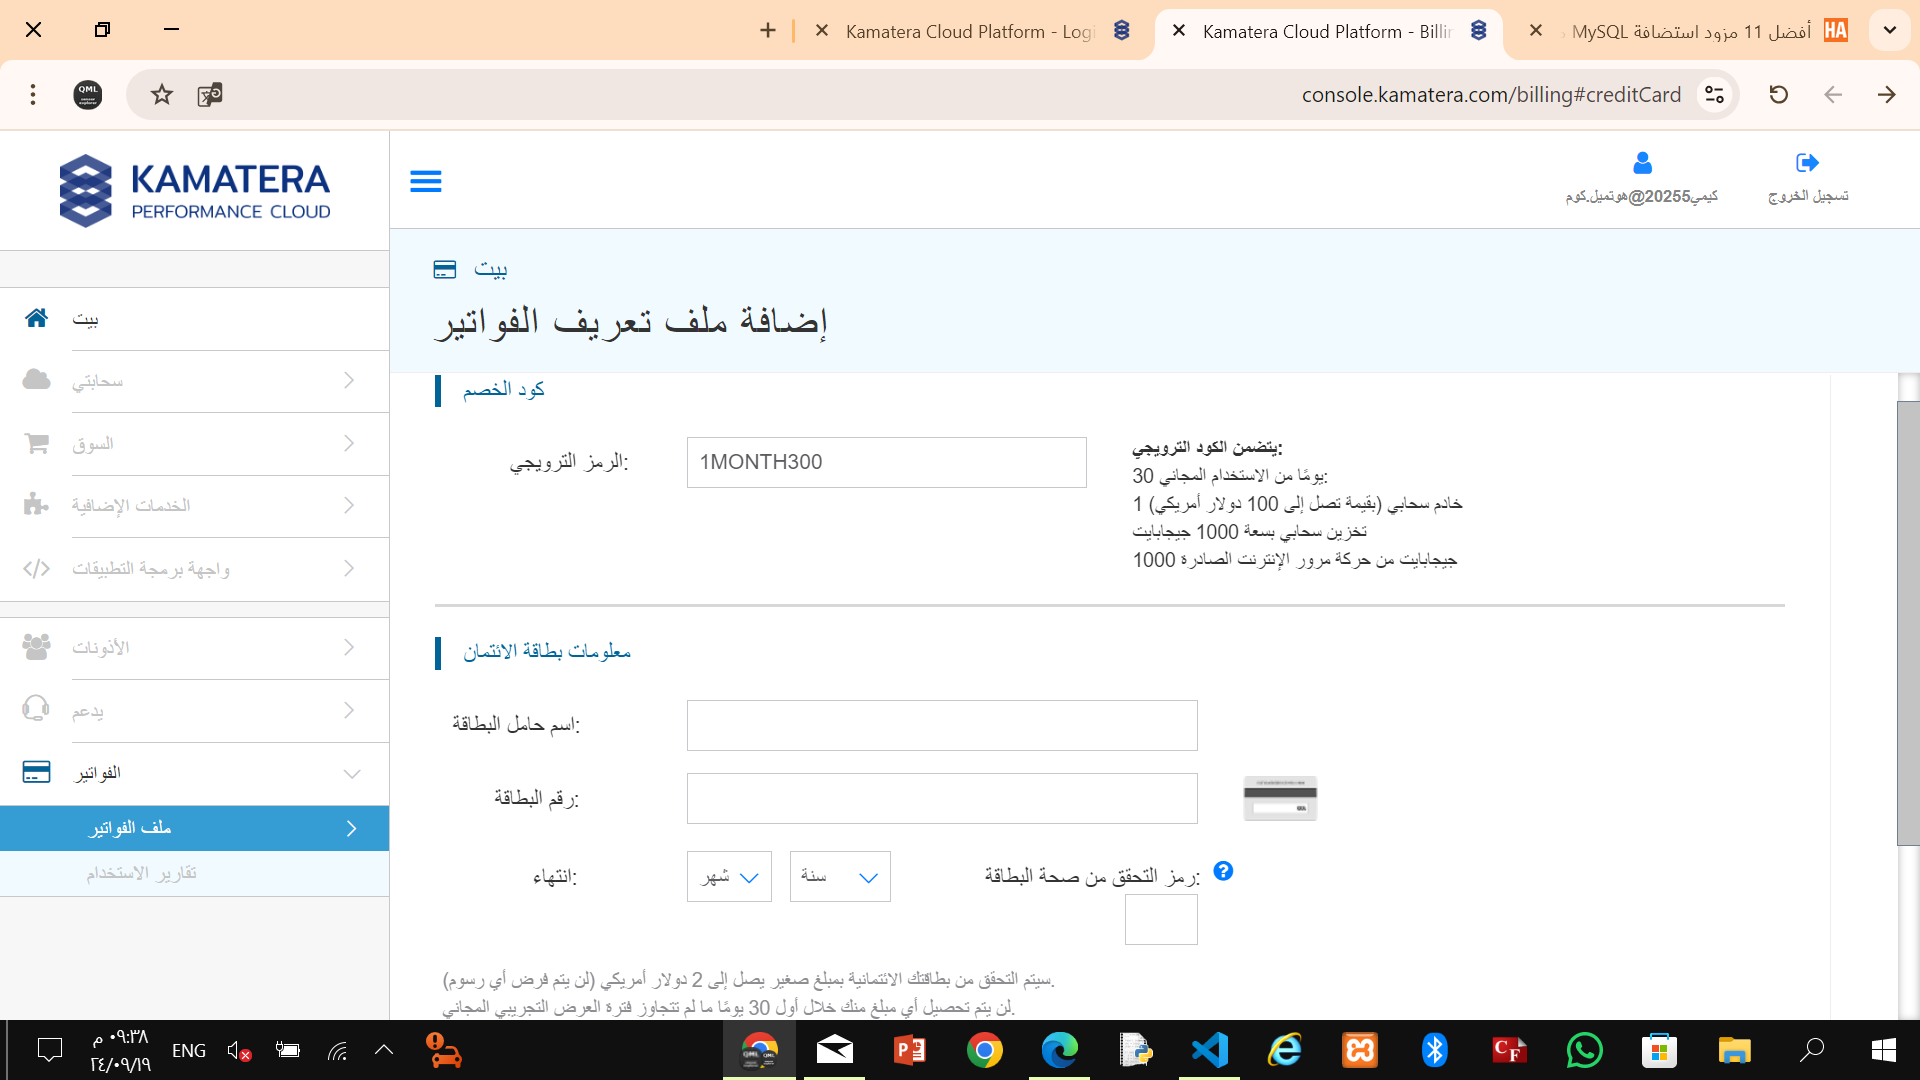 Kamatera Cloud Platform - Logi
Kamatera Cloud Platform - Billin
أفضل 11 مزود استضافة MySQL
HA
console.kamatera.com/billing#creditCard
QML
KAMATERA
PERFORMANCE CLOUD
كيمي20255@هوتميل.كوم
تسجيل الخروج
بيت
إضافة ملف تعريف الفواتير
بيت
سحابتي
السوق
الخدمات الإضافية
واجهة برمجة التطبيقات
الأذونات
يدعم
الفواتير
ملف الفواتير
تقارير الاستخدام
كود الخصم
الرمز الترويجي:
1MONTH300
يتضمن الكود الترويجي:
30 يومًا من الاستخدام المجاني:
1 خادم سحابي (بقيمة تصل إلى 100 دولار أمريكي)
تخزين سحابي بسعة 1000 جيجابايت
1000 جيجابايت من حركة مرور الإنترنت الصادرة
معلومات بطاقة الائتمان
اسم حامل البطاقة:
رقم البطاقة:
انتهاء:
شهر
سنة
رمز التحقق من صحة البطاقة:
سيتم التحقق من بطاقتك الائتمانية بمبلغ صغير يصل إلى 2 دولار أمريكي (لن يتم فرض أي رسوم).
لن يتم تحصيل أي مبلغ منك خلال أول 30 يومًا ما لم تتجاوز فترة العرض التجريبي المجاني.
٠٩:٣٨ م
٢٤/٠٩/١٩
ENG